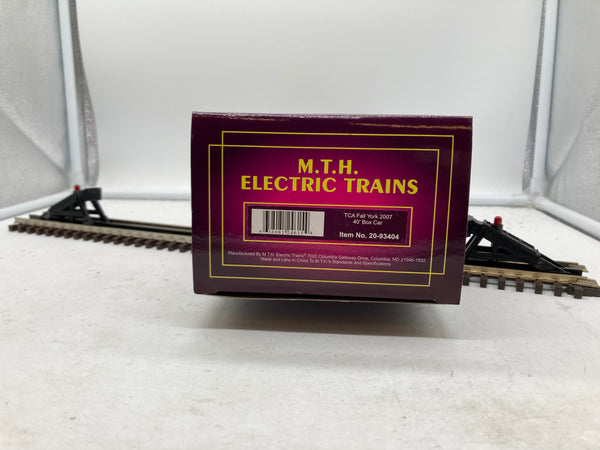 M.T.H.
ELECTRIC TRAINS
TCA Fall York 2007
40' Box Car
Item No. 20-93404
Manufactured By M.T.H. Electric Trains® 7020 Columbia Gateway Drive, Columbia, MD 21046-1532
Made and Litho in China To M.T.H.'s Standards and Specifications